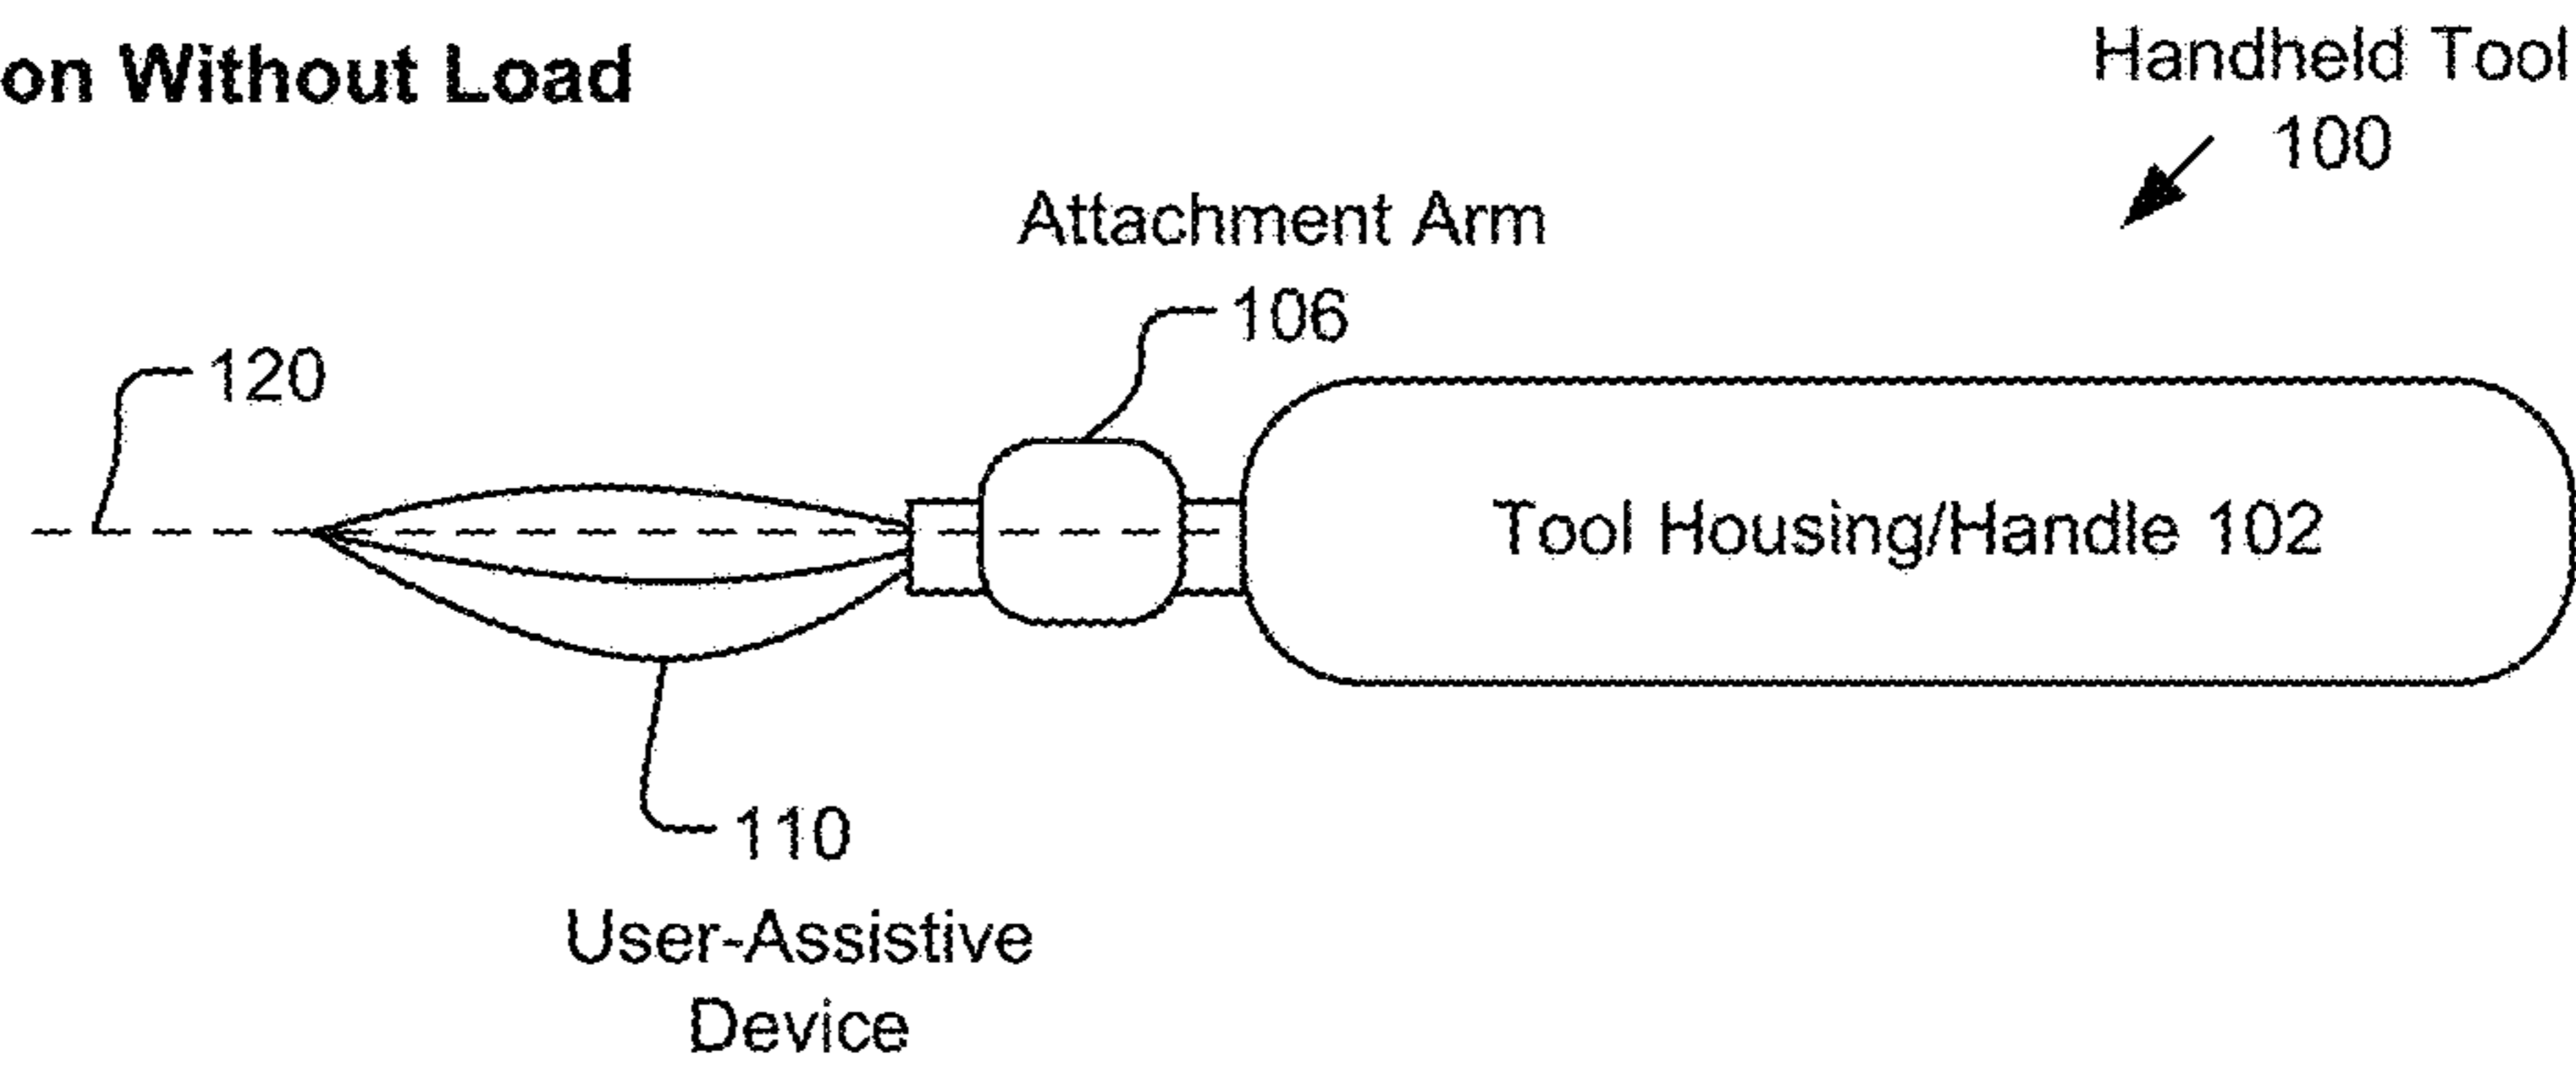 on Without Load
Handheld Tool
100
Attachment Arm
106
120
Tool Housing/Handle 102
110
User-Assistive
Device